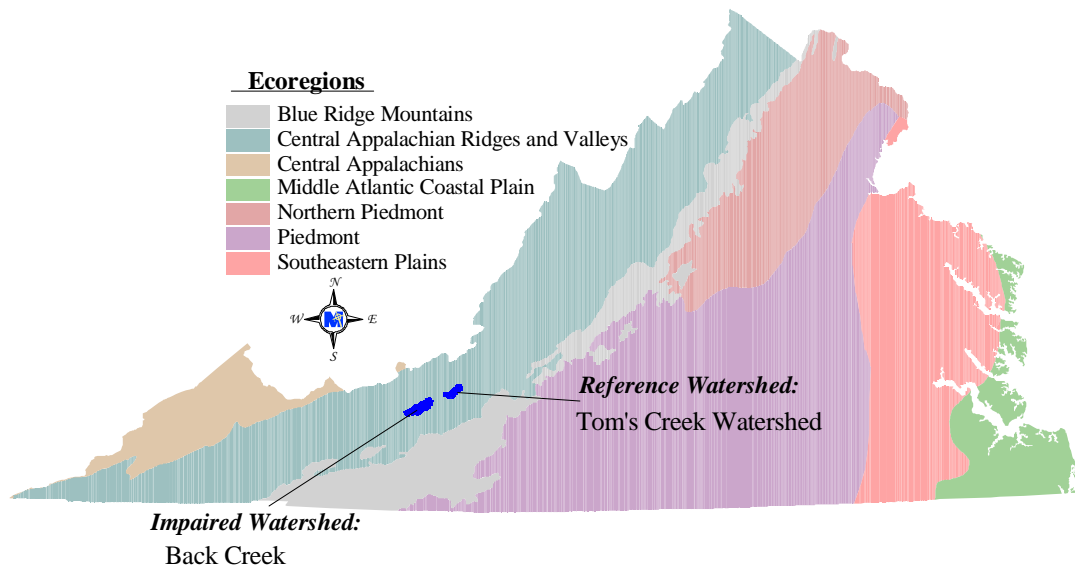 Ecoregions
Blue Ridge Mountains
Central Appalachian Ridges and Valleys
Central Appalachians
Middle Atlantic Coastal Plain
Northern Piedmont
Piedmont
Southeastern Plains
N
W M E
S
Reference Watershed:
Tom's Creek Watershed
Impaired Watershed:
Back Creek